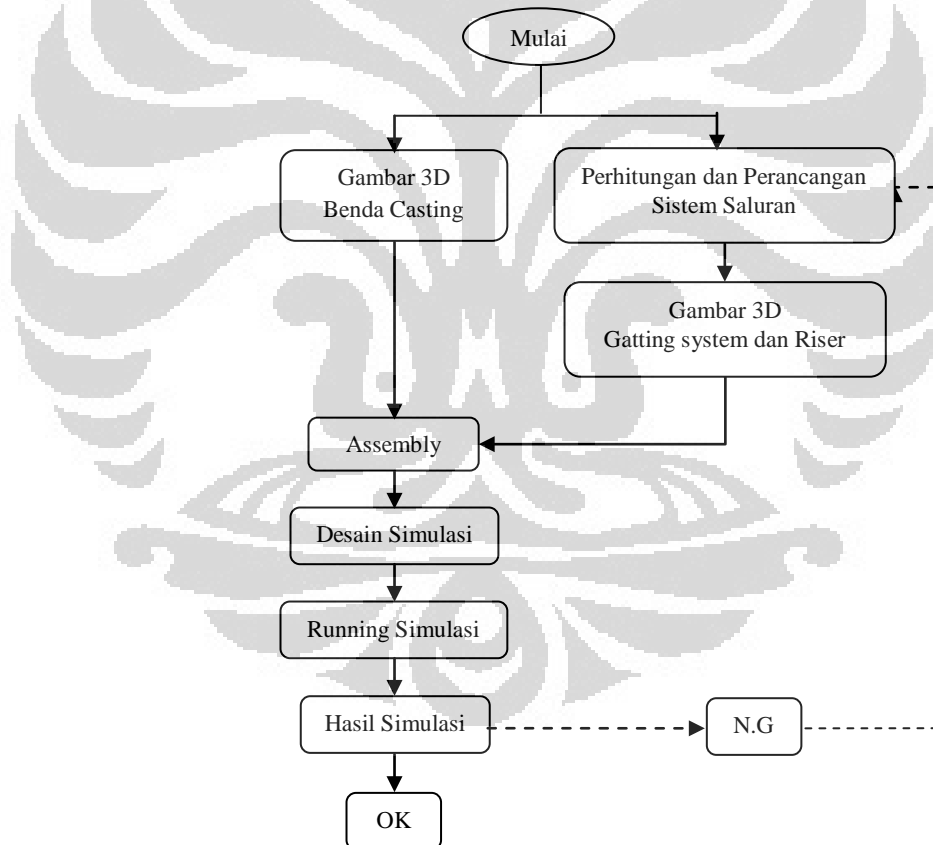 Mulai
Gambar 3D
Benda Casting
Perhitungan dan Perancangan
Sistem Saluran
Gambar 3D
Gatting system dan Riser
Assembly
Desain Simulasi
Running Simulasi
Hasil Simulasi
N.G
OK